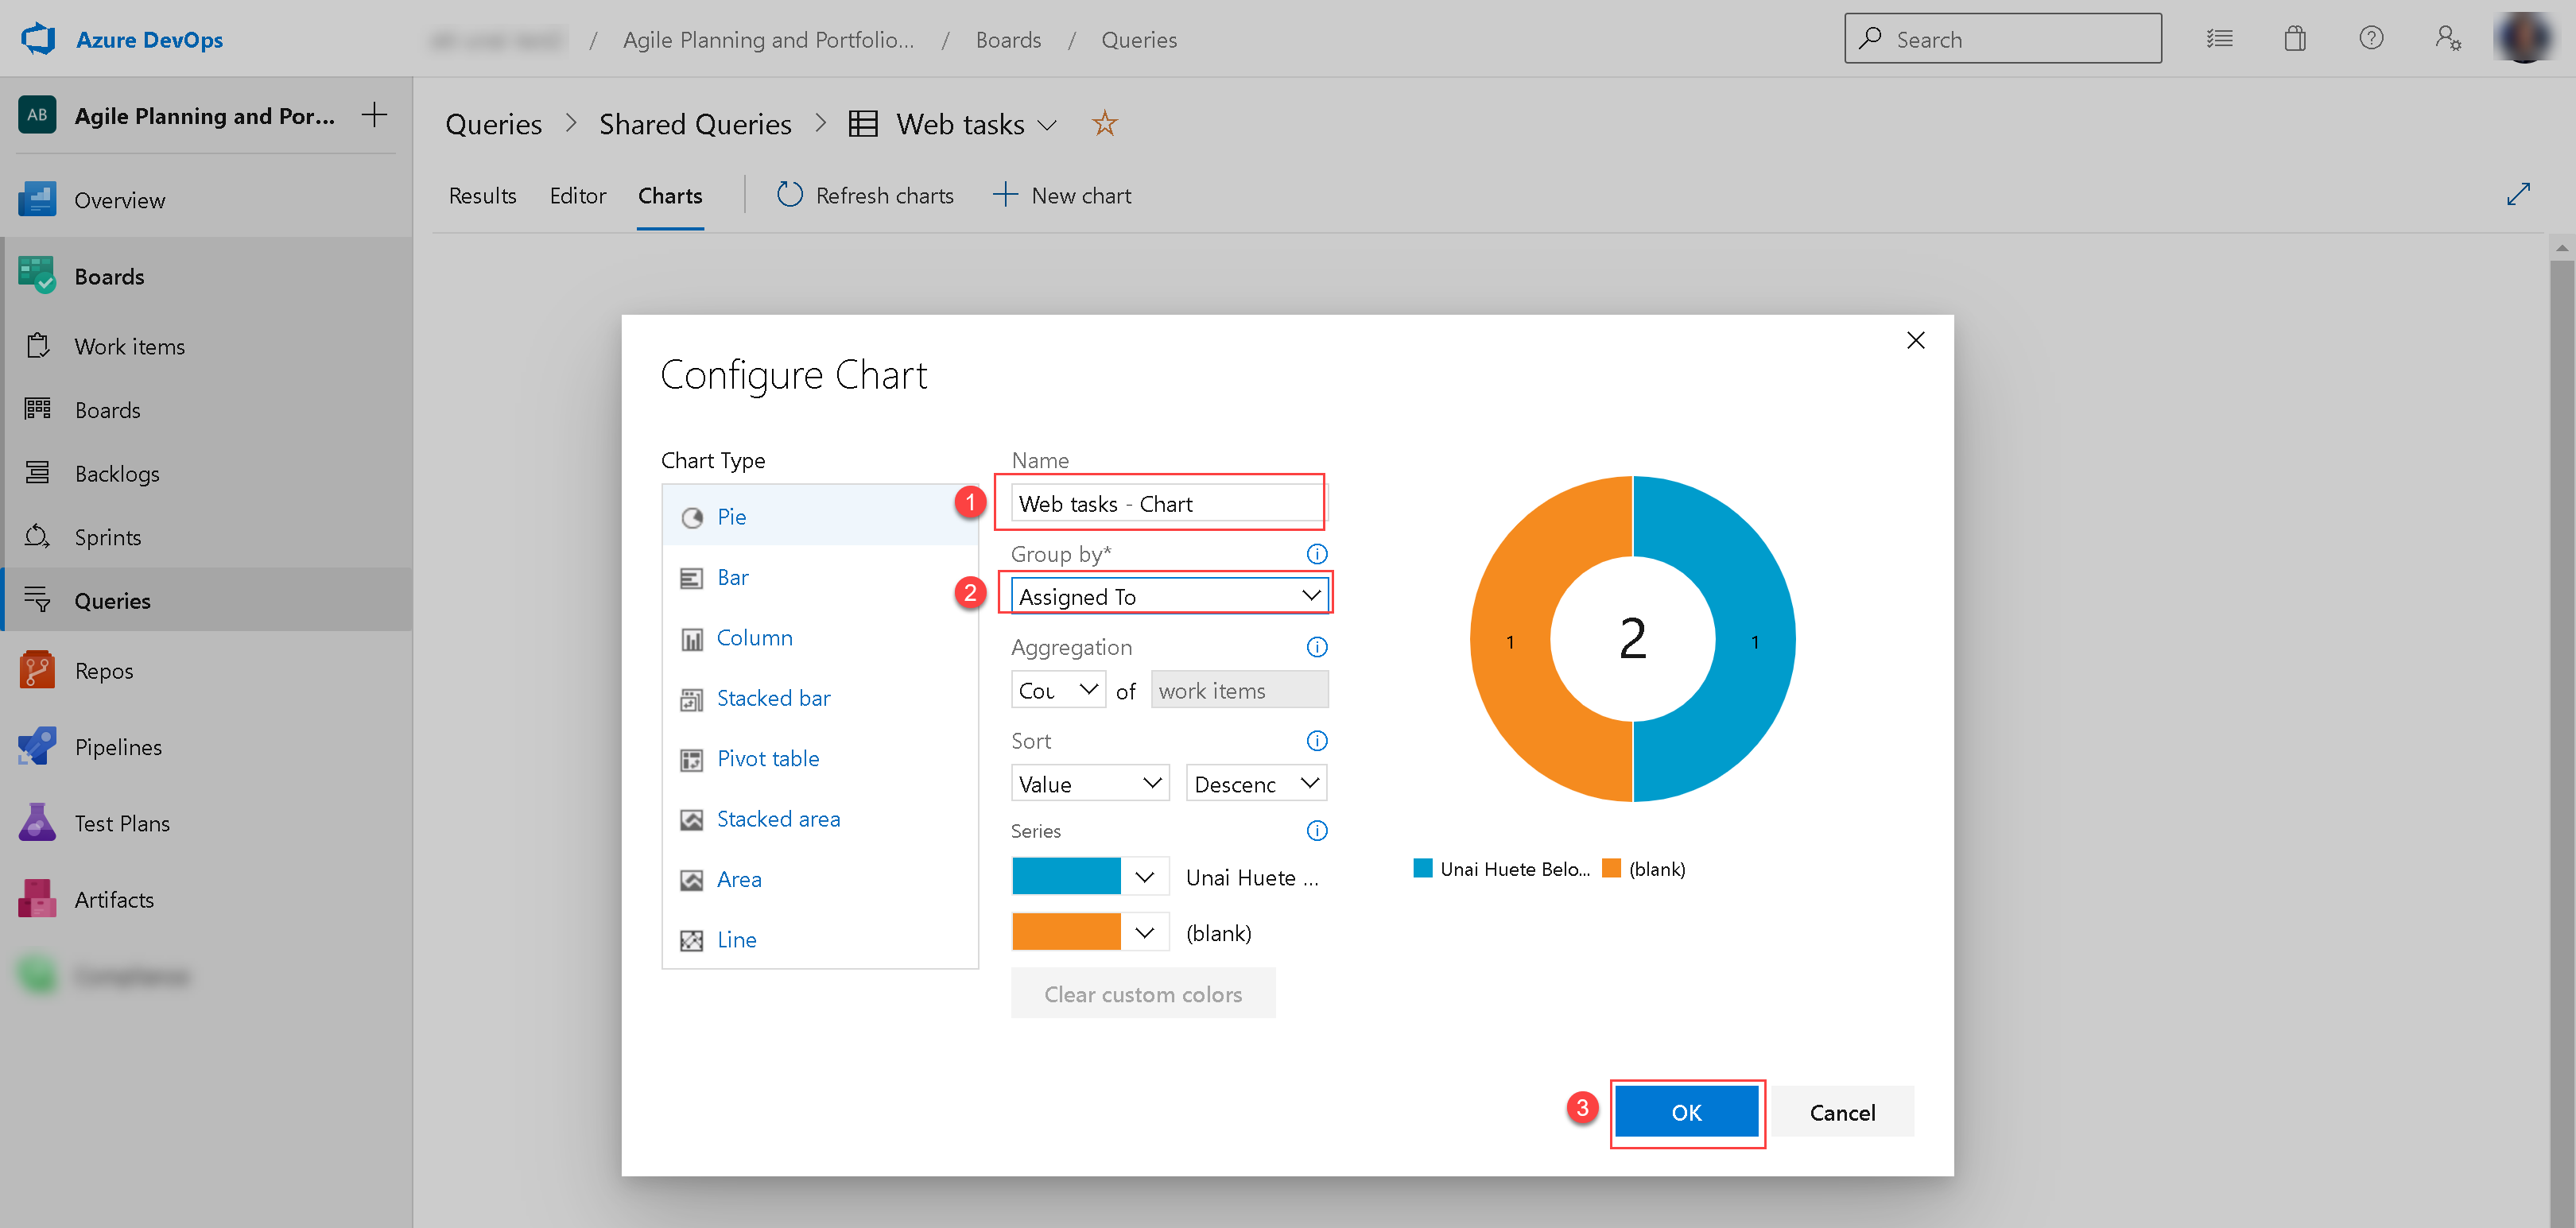 Azure DevOps
/ Agile Planning and Portfolio... / Boards / Queries
Search
AB Agile Planning and Por...
Overview
Boards
Work items
Boards
Backlogs
Sprints
Queries
Repos
Pipelines
Test Plans
Artifacts
Queries > Shared Queries > Web tasks
Results Editor Charts Refresh charts New chart
Configure Chart
Chart Type
Pie
Bar
Column
Stacked bar
Pivot table
Stacked area
Area
Line
Name
1 Web tasks - Chart
Group by*
2 Assigned To
Aggregation
Cou of work items
Sort
Value Descenc
Series
Unai Huete ...
(blank)
Clear custom colors
1 2 1
Unai Huete Belo... (blank)
3 OK Cancel